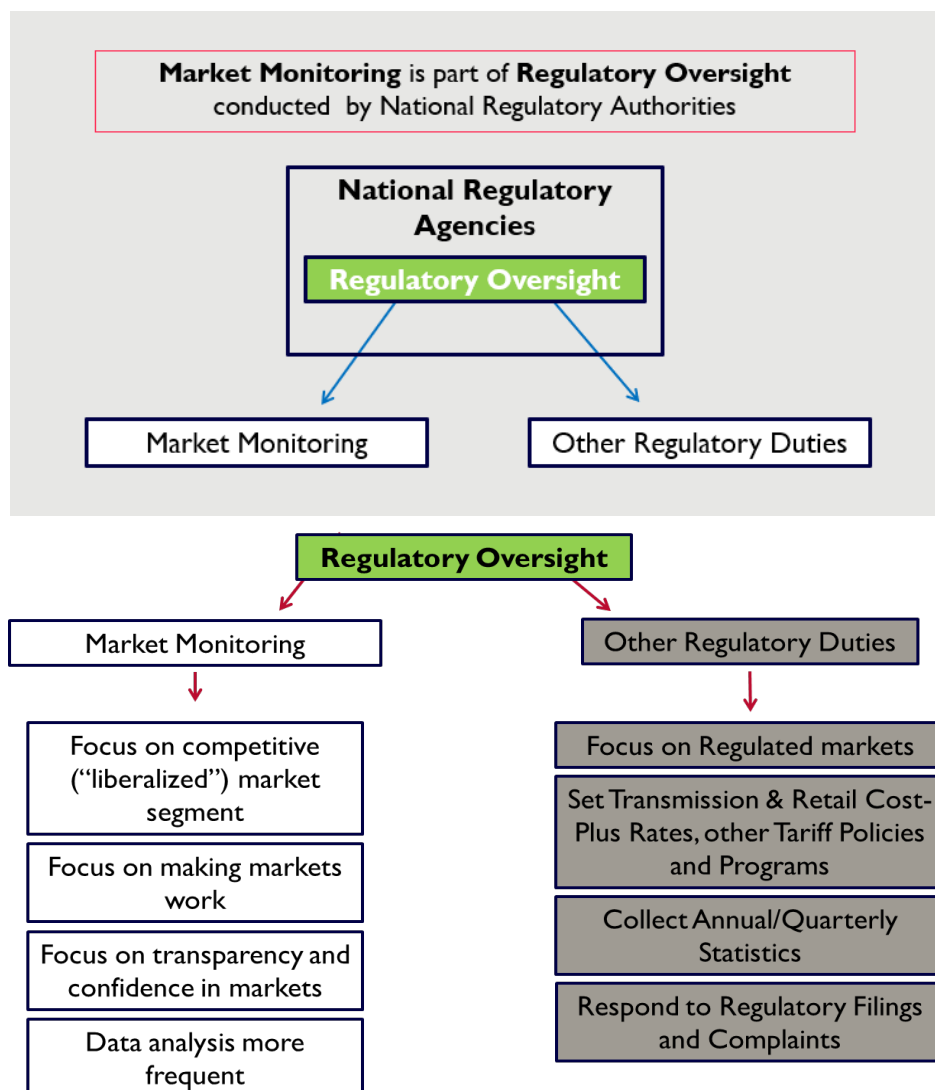 Market Monitoring is part of Regulatory Oversight
conducted by National Regulatory Authorities
National Regulatory
Agencies
Regulatory Oversight
Market Monitoring
Other Regulatory Duties
Regulatory Oversight
Market Monitoring
Other Regulatory Duties
Focus on competitive
(“liberalized”) market
segment
Focus on making markets
work
Focus on transparency and
confidence in markets
Data analysis more
frequent
Focus on Regulated markets
Set Transmission & Retail Cost-
Plus Rates, other Tariff Policies
and Programs
Collect Annual/Quarterly
Statistics
Respond to Regulatory Filings
and Complaints